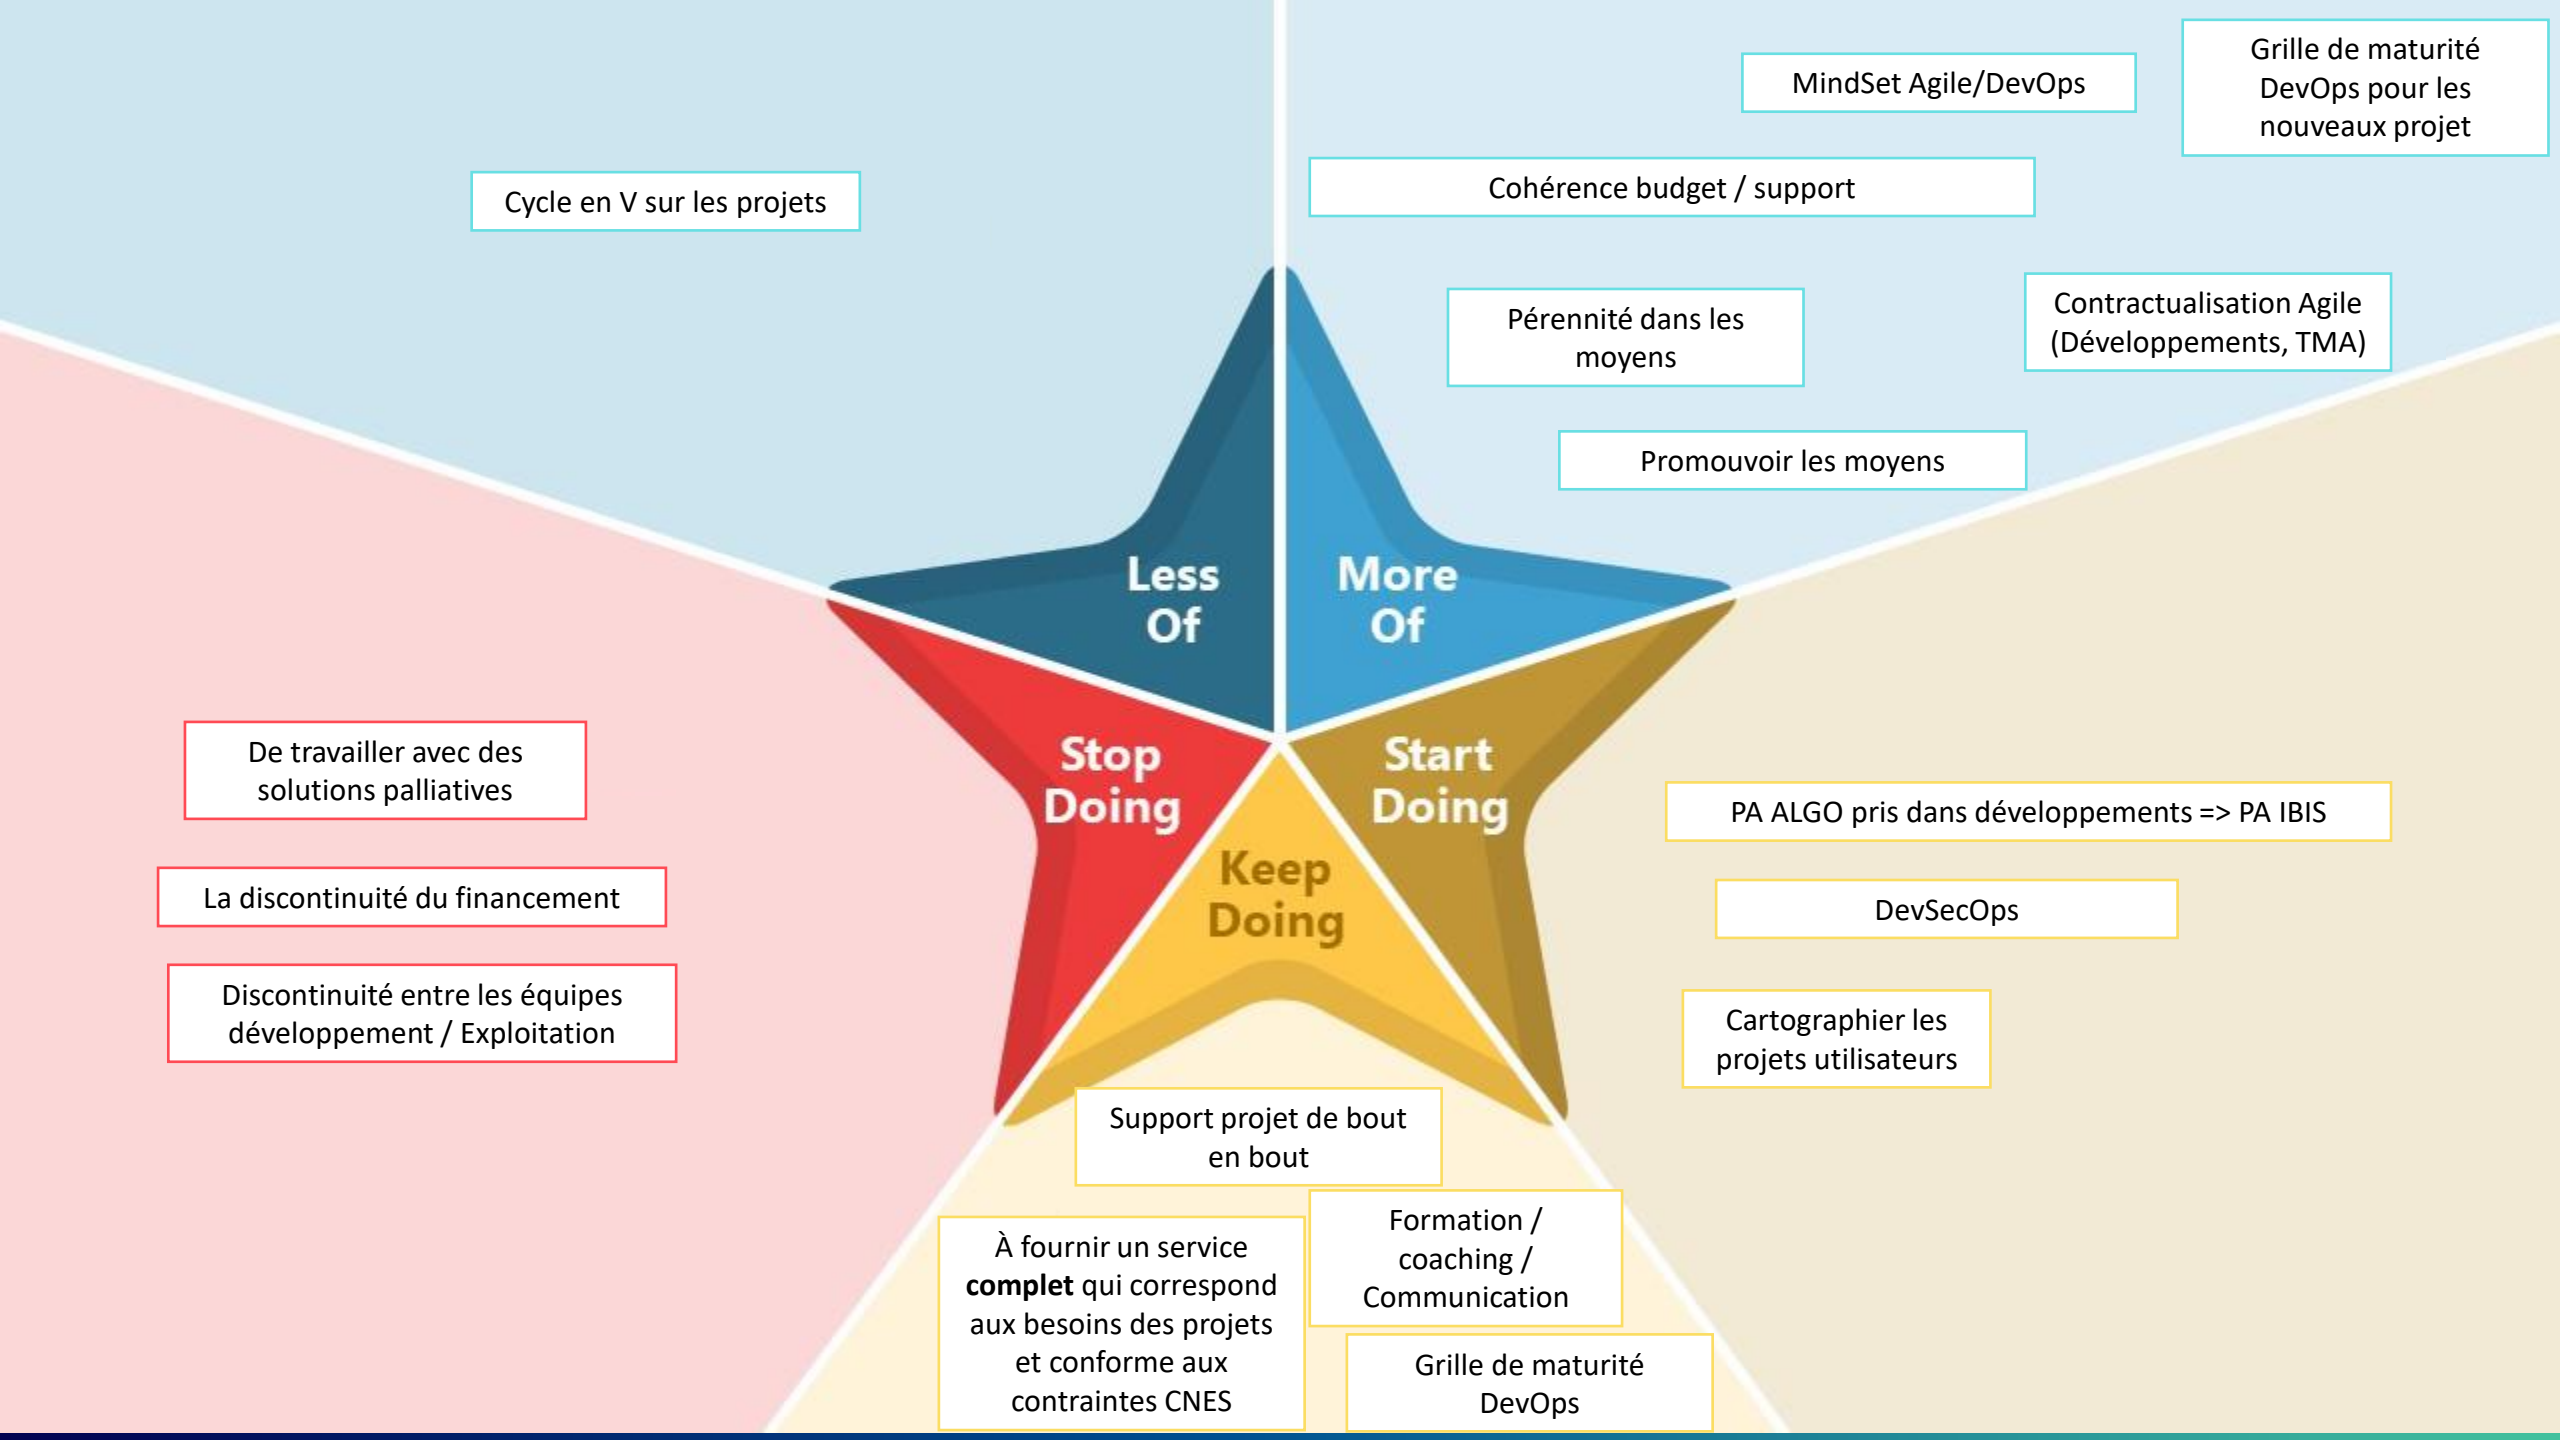 Cycle en V sur les projets
MindSet Agile/DevOps
Grille de maturité
DevOps pour les
nouveaux projet
Cohérence budget / support
Pérennité dans les
moyens
Contractualisation Agile
(Développements, TMA)
Promouvoir les moyens
Less
Of
More
Of
Stop
Doing
Start
Doing
Keep
Doing
De travailler avec des
solutions palliatives
La discontinuité du financement
Discontinuité entre les équipes
développement / Exploitation
PA ALGO pris dans développements => PA IBIS
DevSecOps
Cartographier les
projets utilisateurs
Support projet de bout
en bout
À fournir un service
complet qui correspond
aux besoins des projets
et conforme aux
contraintes CNES
Formation /
coaching /
Communication
Grille de maturité
DevOps